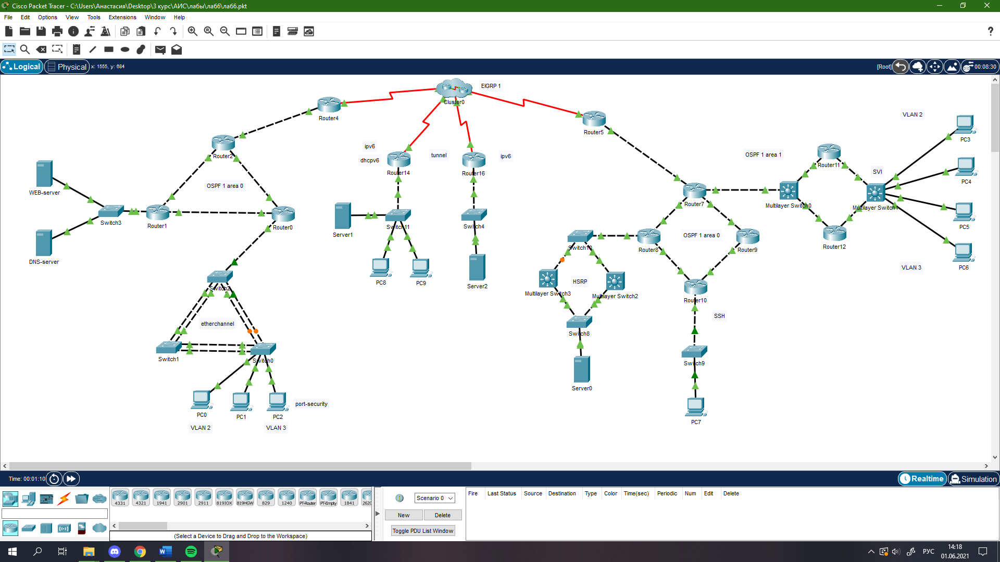 Cisco Packet Tracer - C:\Users\Анастасия\Desktop\3 курс\АИС\лабы\лаб6\лаб6.pkt
File Edit Options View Tools Extensions Window Help
Logical Physical x: 1555, y: 684 [Root] 00:08:30
EIGRP 1
Cluster0
Router4
VLAN 2
Router5
PC3
ipv6
Router2
tunnel
ipv6
OSPF 1 area 1
dhcpv6
Router11
Router14
Router16
SVI
PC4
OSPF 1 area 0
WEB-server
Router7
Multilayer Switch0
Multilayer Switch1
Switch3
Router1
Router0
Switch11
Switch4
PC5
Server1
OSPF 1 area 0
Router12
Switch10
Router8
Router9
DNS-server
VLAN 3
PC6
PC8
PC9
Server2
HSRP
Switch2
Multilayer Switch3
Multilayer Switch2
Router10
SSH
etherchannel
Switch8
Switch1
Switch0
Switch9
Server0
port-security
PC0
PC1
PC2
PC7
VLAN 2
VLAN 3
Time: 00:01:10 Realtime Simulation
4331 4321 1941 2901 2911 819IOX 819HGW 829 1240 PT-Router PT-Empty 1841 2620
(Select a Device to Drag and Drop to the Workspace)
Scenario 0
New Delete
Toggle PDU List Window
Fire Last Status Source Destination Type Color Time(sec) Periodic Num Edit Delete
РУС
14:18
01.06.2021